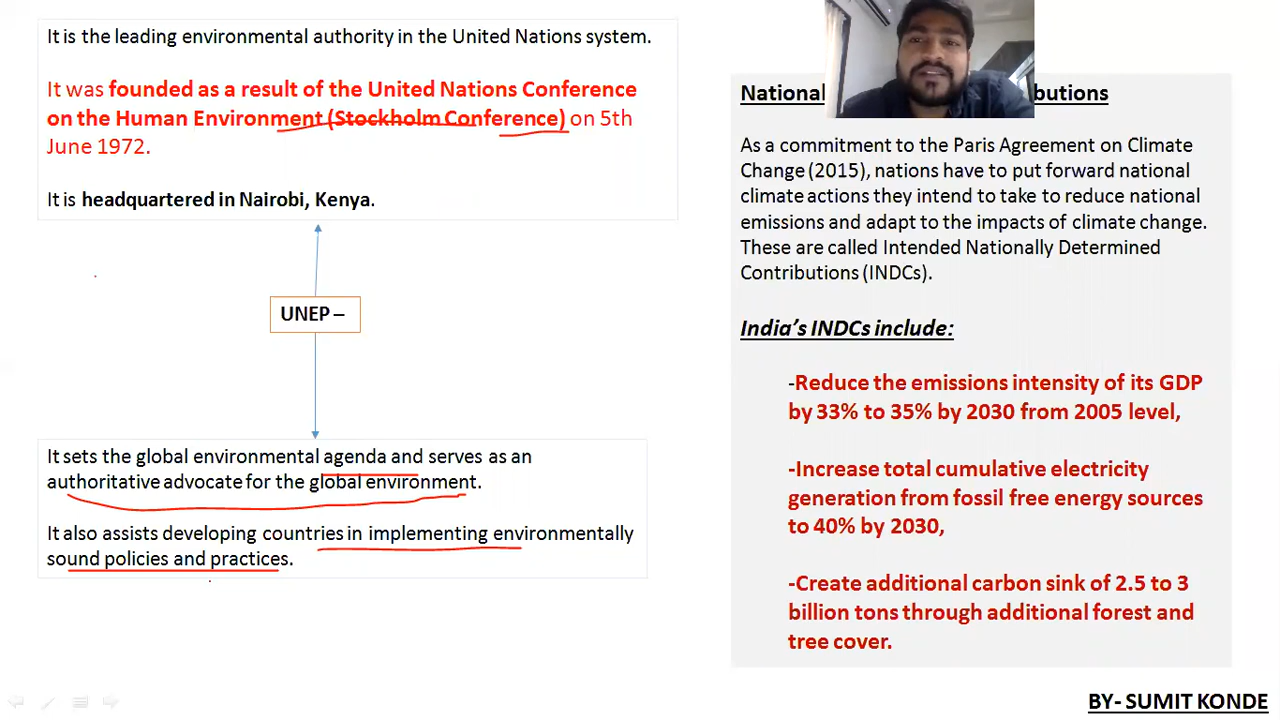 It is the leading environmental authority in the United Nations system.
It was founded as a result of the United Nations Conference
on the Human Environment (Stockholm Conference) on 5th
June 1972.
It is headquartered in Nairobi, Kenya.
UNEP –
It sets the global environmental agenda and serves as an
authoritative advocate for the global environment.
It also assists developing countries in implementing environmentally
sound policies and practices.
National butions
As a commitment to the Paris Agreement on Climate
Change (2015), nations have to put forward national
climate actions they intend to take to reduce national
emissions and adapt to the impacts of climate change.
These are called Intended Nationally Determined
Contributions (INDCs).
India's INDCs include:
-Reduce the emissions intensity of its GDP
by 33% to 35% by 2030 from 2005 level,
-Increase total cumulative electricity
generation from fossil free energy sources
to 40% by 2030,
-Create additional carbon sink of 2.5 to 3
billion tons through additional forest and
tree cover.
BY- SUMIT KONDE